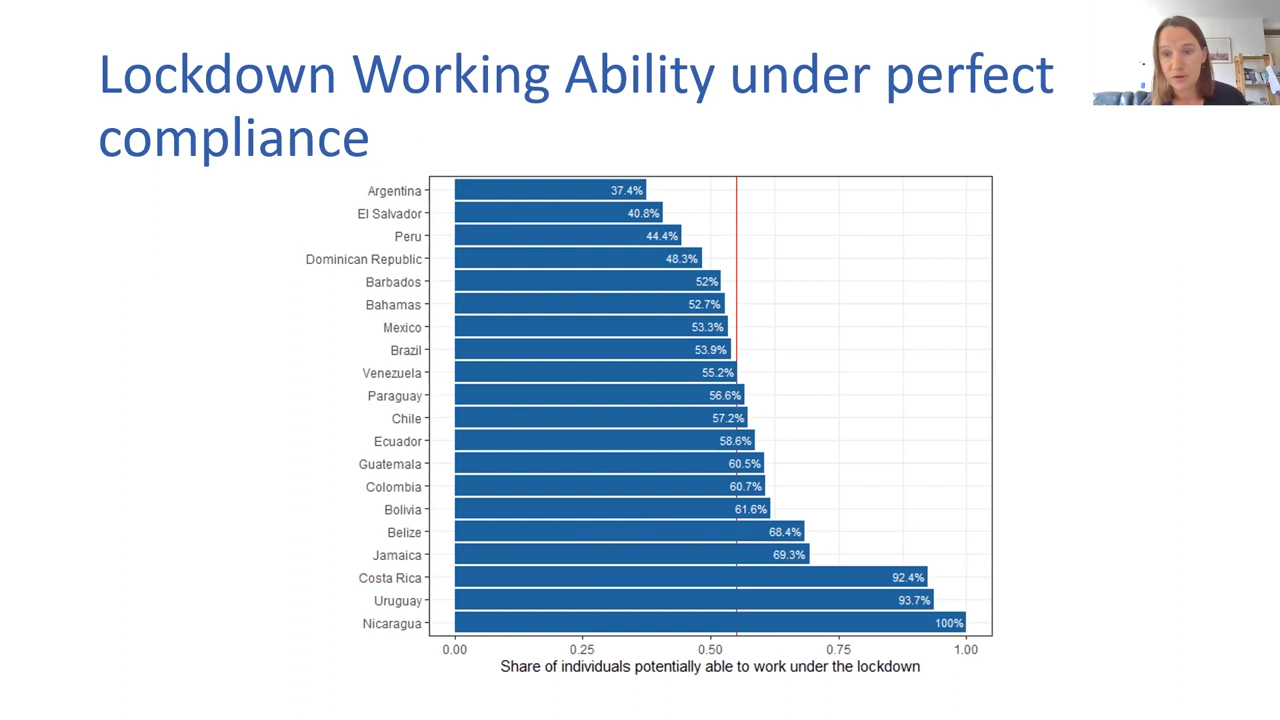 Lockdown Working Ability under perfect
compliance
Argentina 37.4%
El Salvador 40.8%
Peru 44.4%
Dominican Republic 48.3%
Barbados 52%
Bahamas 52.7%
Mexico 53.3%
Brazil 53.9%
Venezuela 55.2%
Paraguay 56.6%
Chile 57.2%
Ecuador 58.6%
Guatemala 60.5%
Colombia 60.7%
Bolivia 61.6%
Belize 68.4%
Jamaica 69.3%
Costa Rica 92.4%
Uruguay 93.7%
Nicaragua 100%
0.00 0.25 0.50 0.75 1.00
Share of individuals potentially able to work under the lockdown